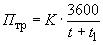 Птр = K · 3600 / (t + t1)